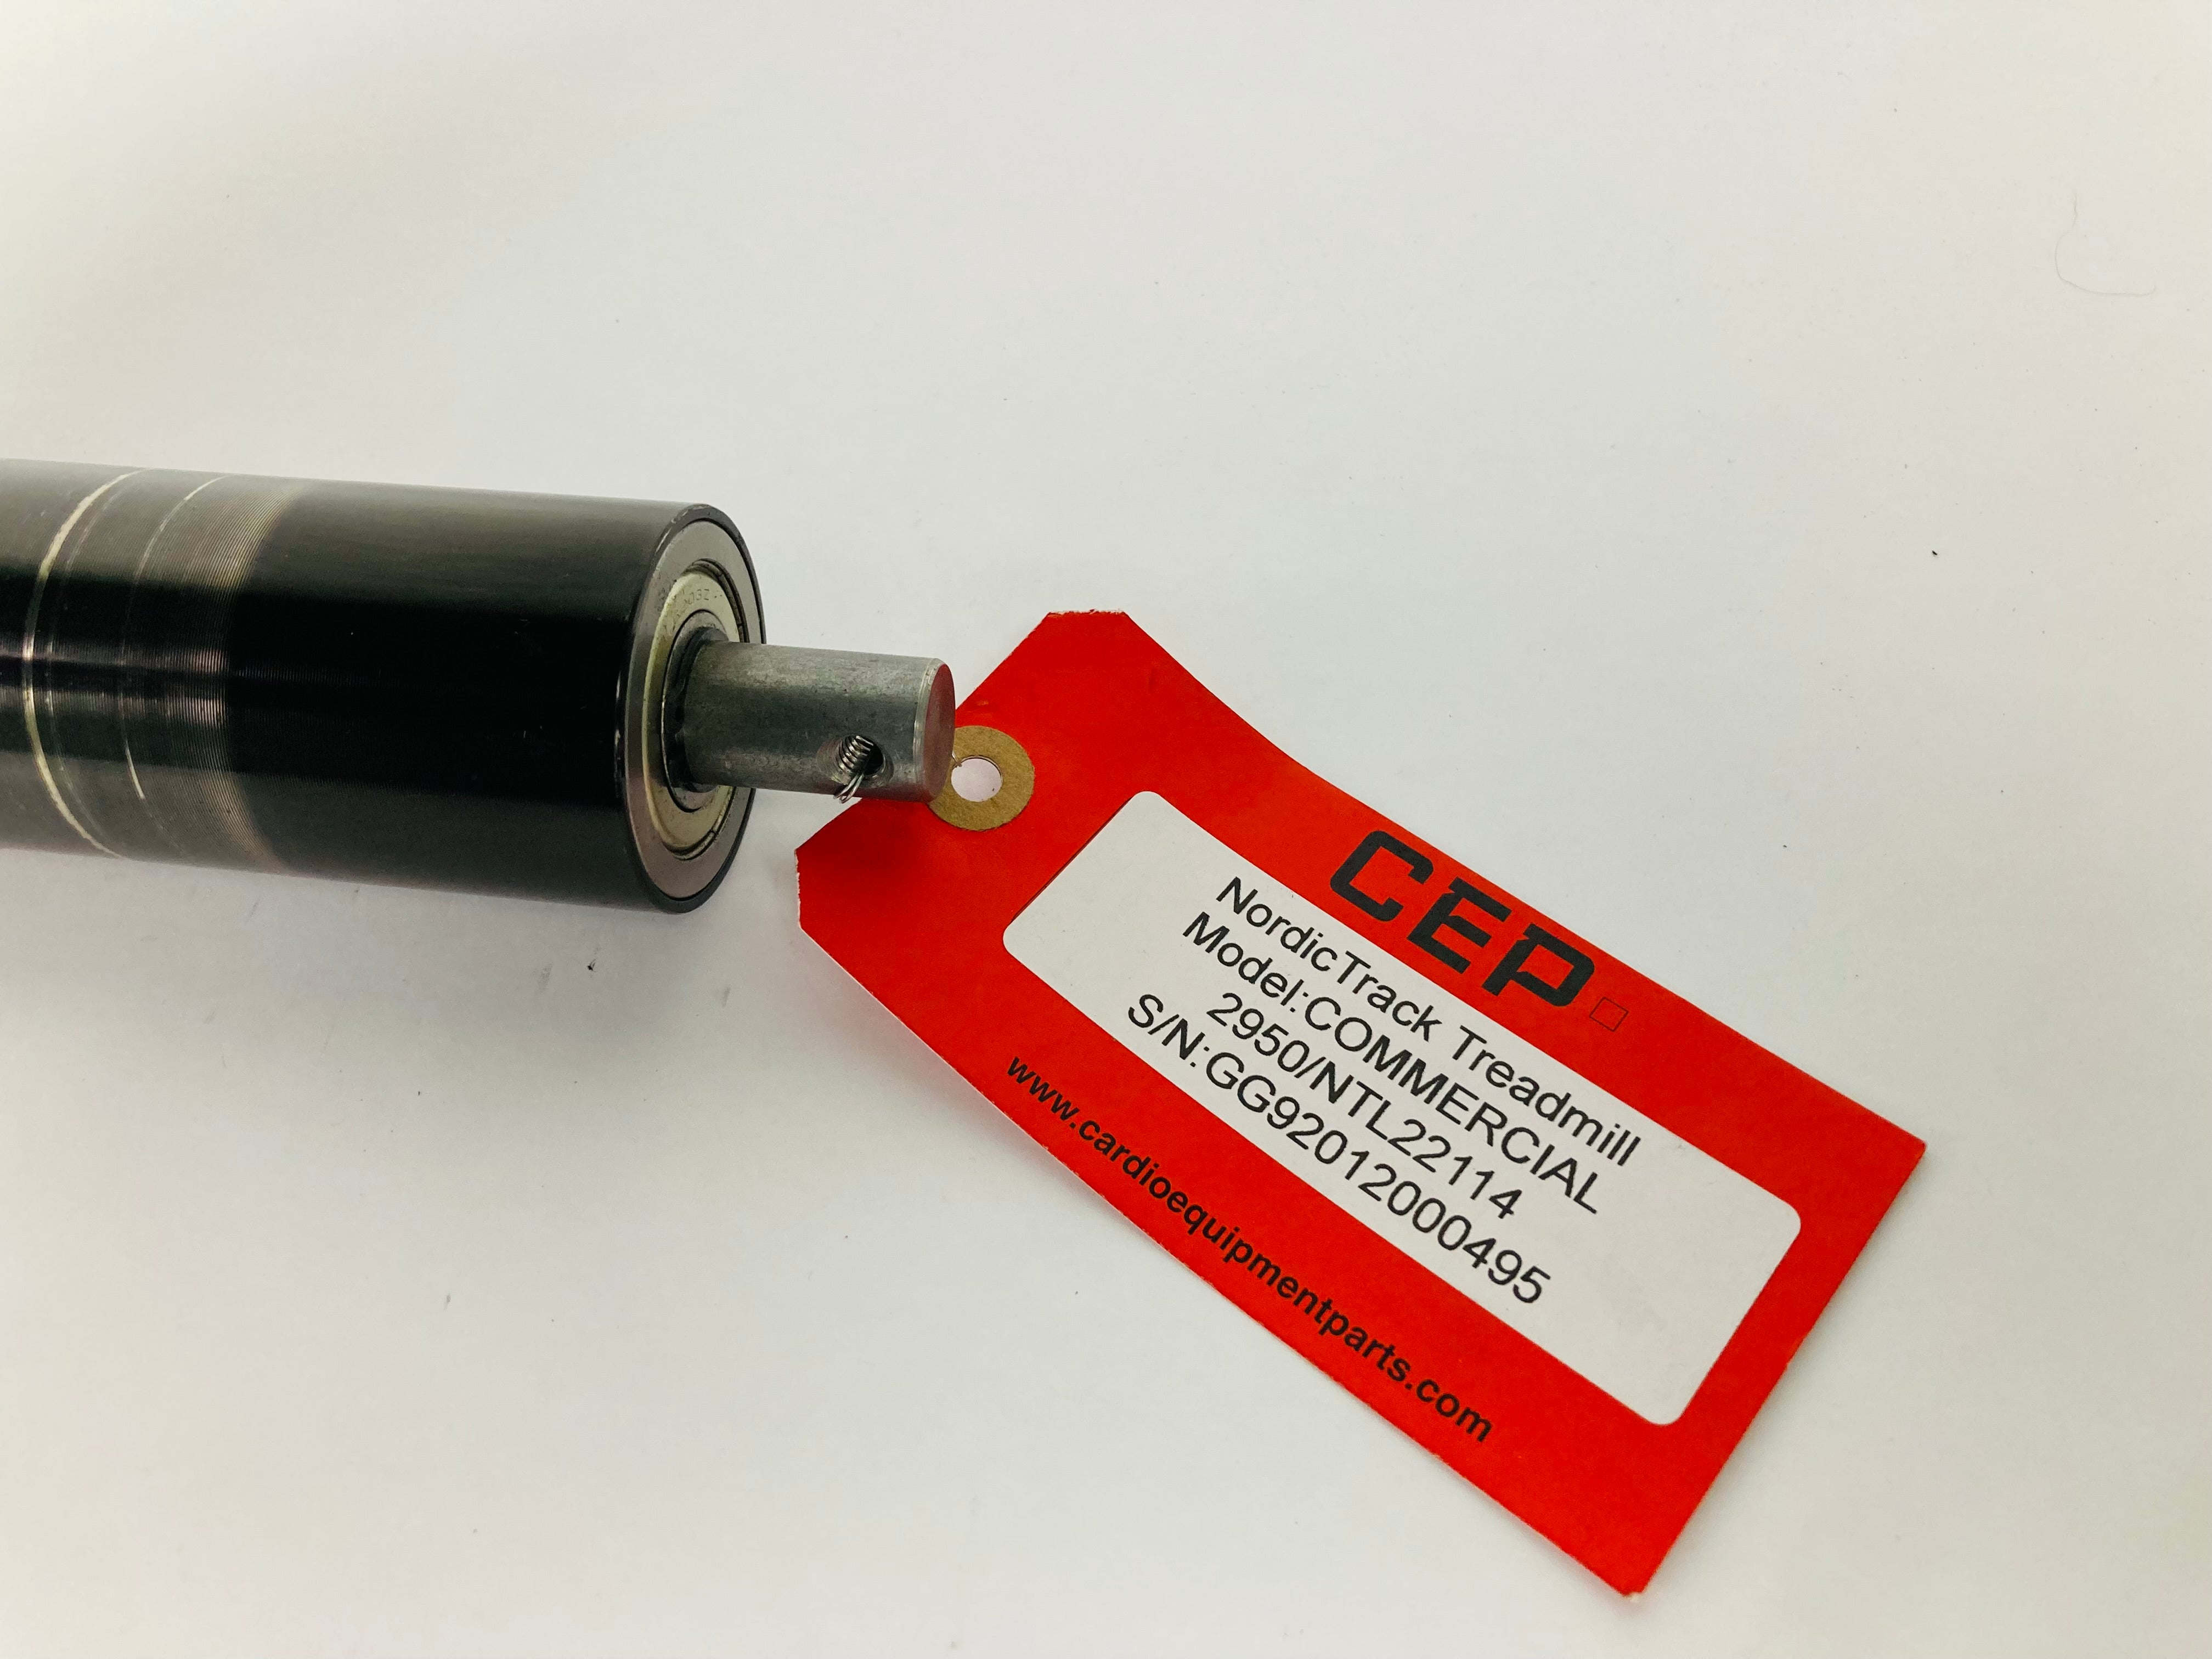 CEP
NordicTrack Treadmill
Model:COMMERCIAL
2950/NTL22114
S/N:GG92012000495
www.cardioequipmentparts.com